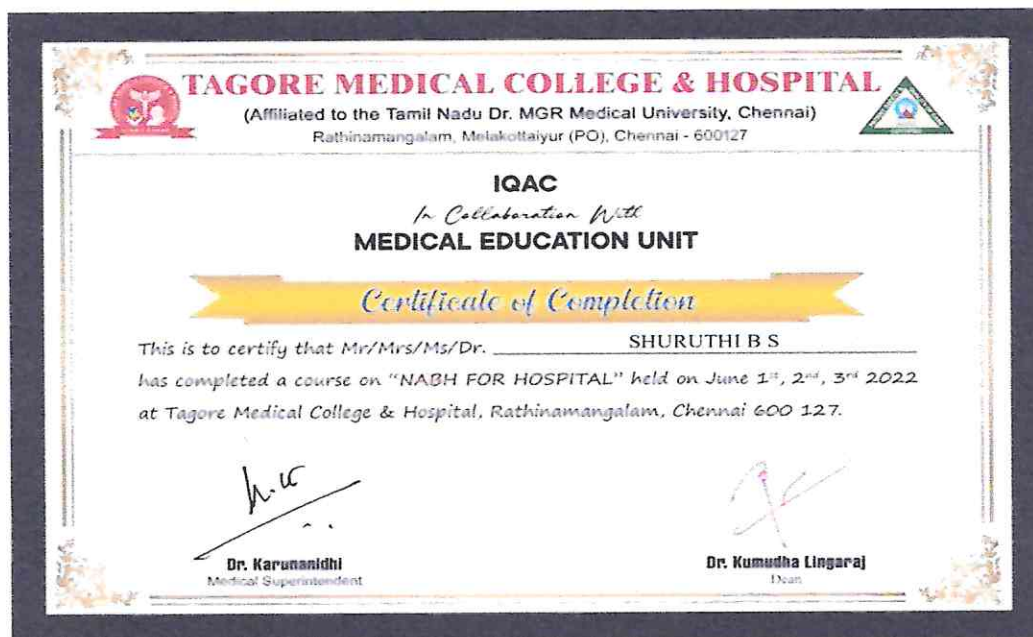 TAGORE MEDICAL COLLEGE & HOSPITAL
(Affiliated to the Tamil Nadu Dr. MGR Medical University, Chennai)
Rathinamangalam, Melakottaiyur (PO), Chennai - 600127
IQAC
In Collaboration With
MEDICAL EDUCATION UNIT
Certificate of Completion
This is to certify that Mr/Mrs/Ms/Dr. SHURUTHI B S
has completed a course on "NABH FOR HOSPITAL" held on June 1st, 2nd, 3rd 2022
at Tagore Medical College & Hospital, Rathinamangalam, Chennai 600 127.
Dr. Karunanidhi
Medical Superintendent
Dr. Kumudha Lingaraj
Dean